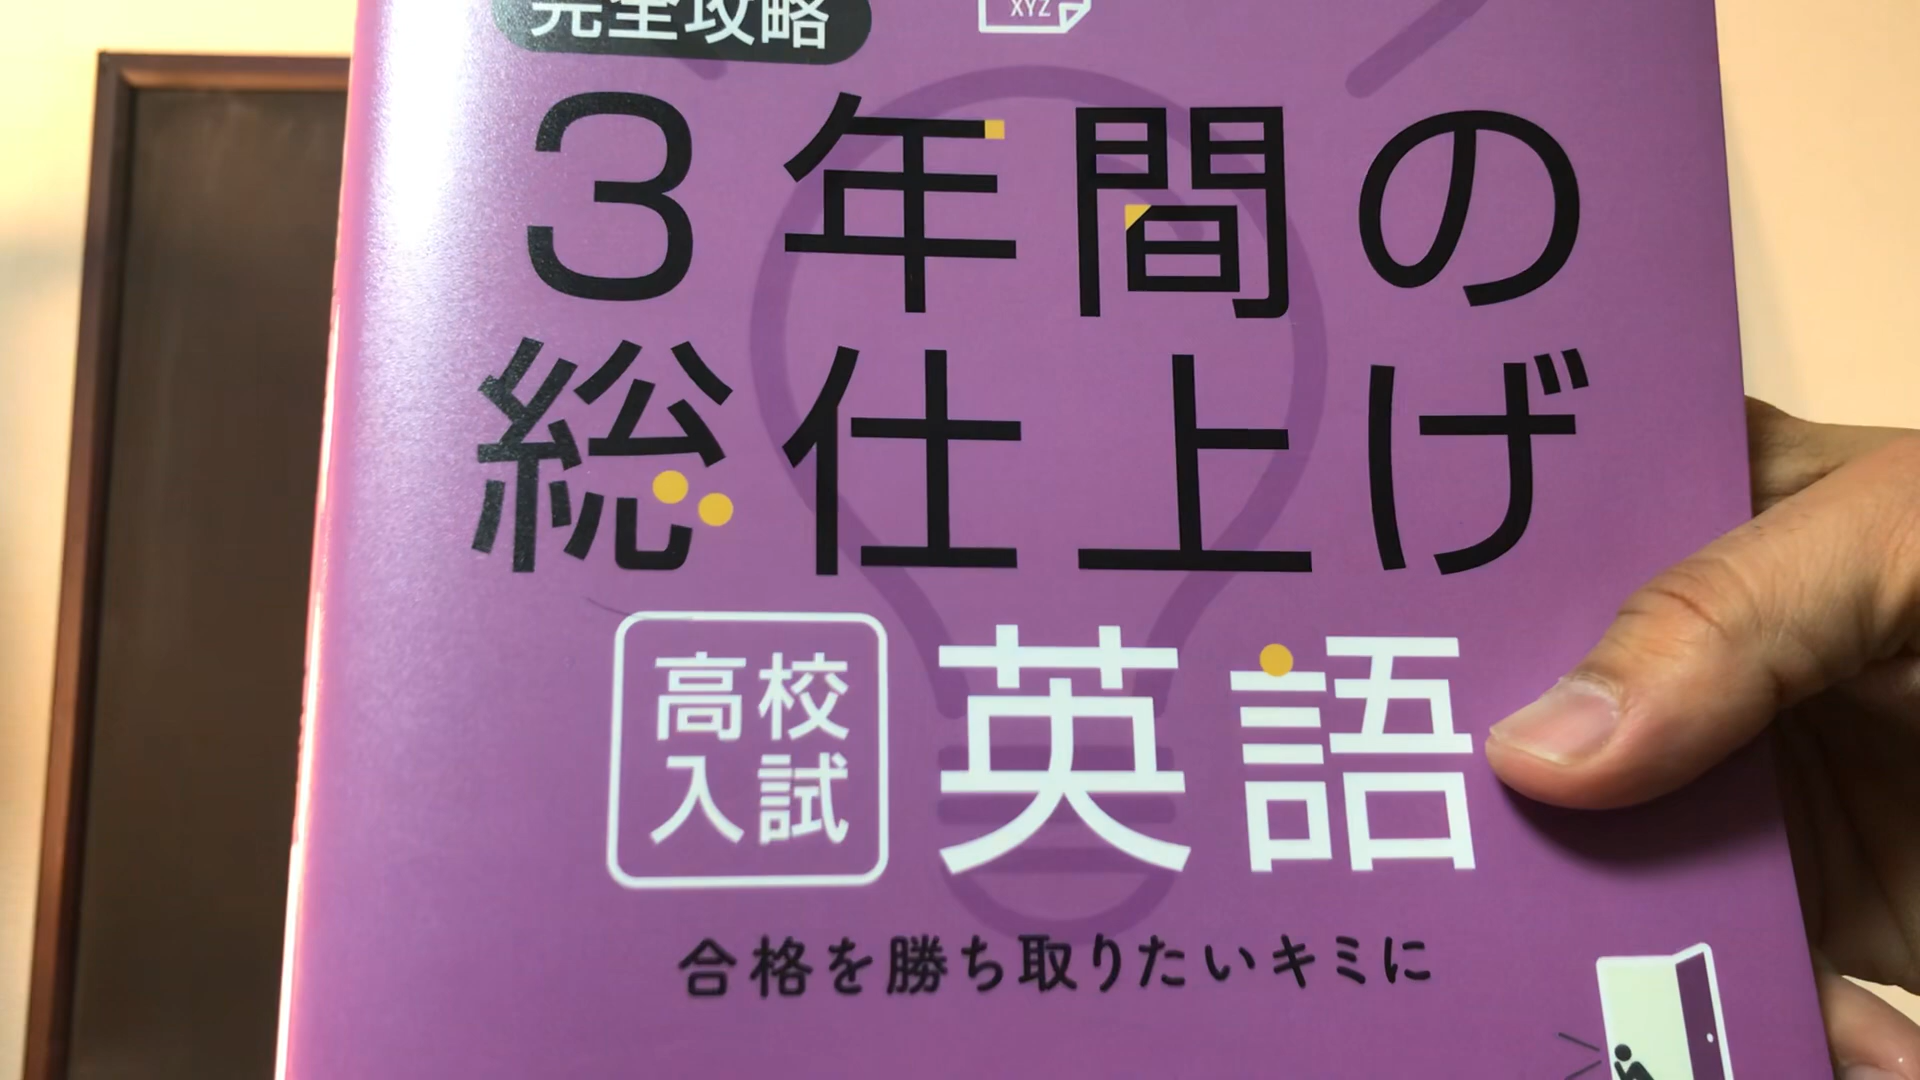 完全攻略
XYZ
3年間の
総仕上げ
高校
入試
英語
合格を勝ち取りたいキミに